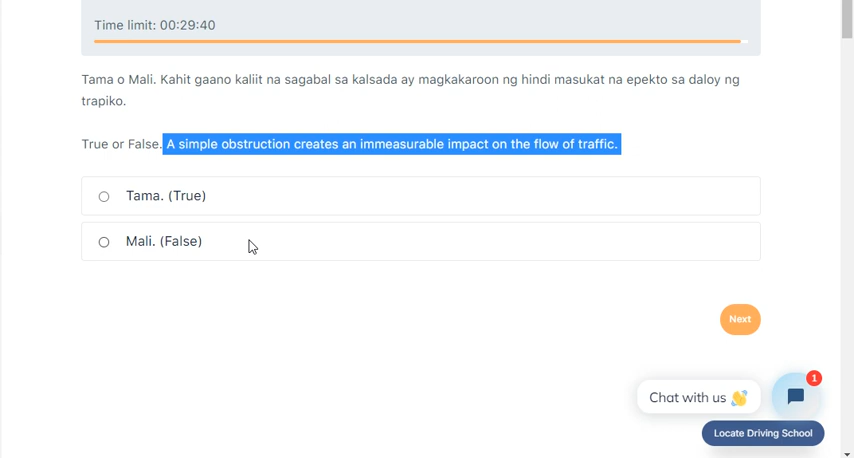 Time limit: 00:29:40
Tama o Mali. Kahit gaano kaliit na sagabal sa kalsada ay magkakaroon ng hindi masukat na epekto sa daloy ng
trapiko.
True or False. A simple obstruction creates an immeasurable impact on the flow of traffic.
Tama. (True)
Mali. (False)
Next
1
Chat with us 👋
Locate Driving School